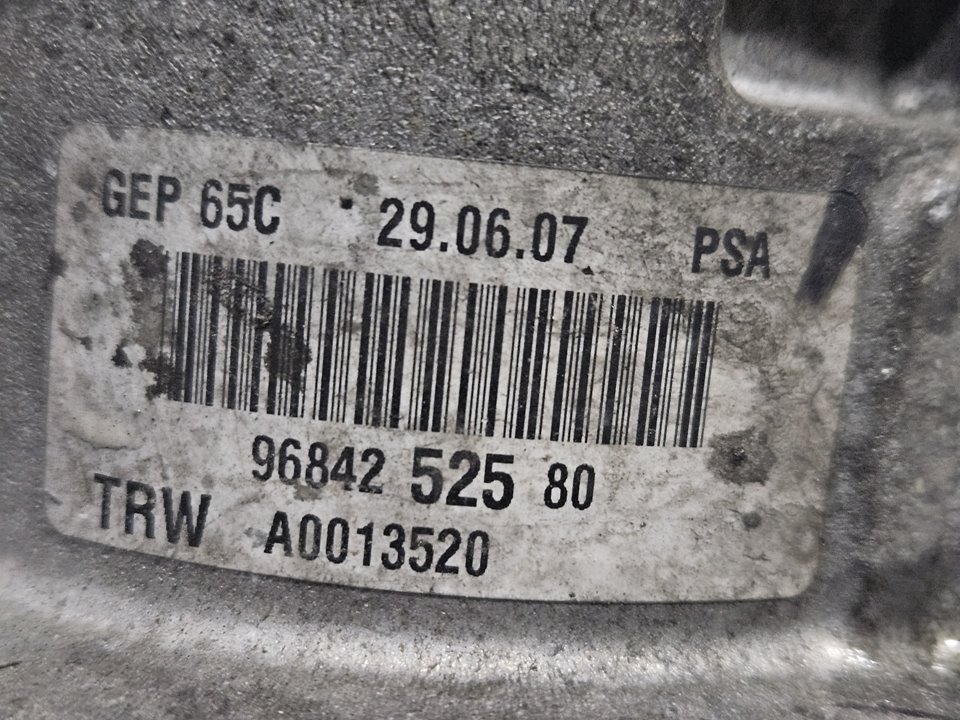 GEP 65C 29.06.07 PSA
96842 525 80
TRW A0013520